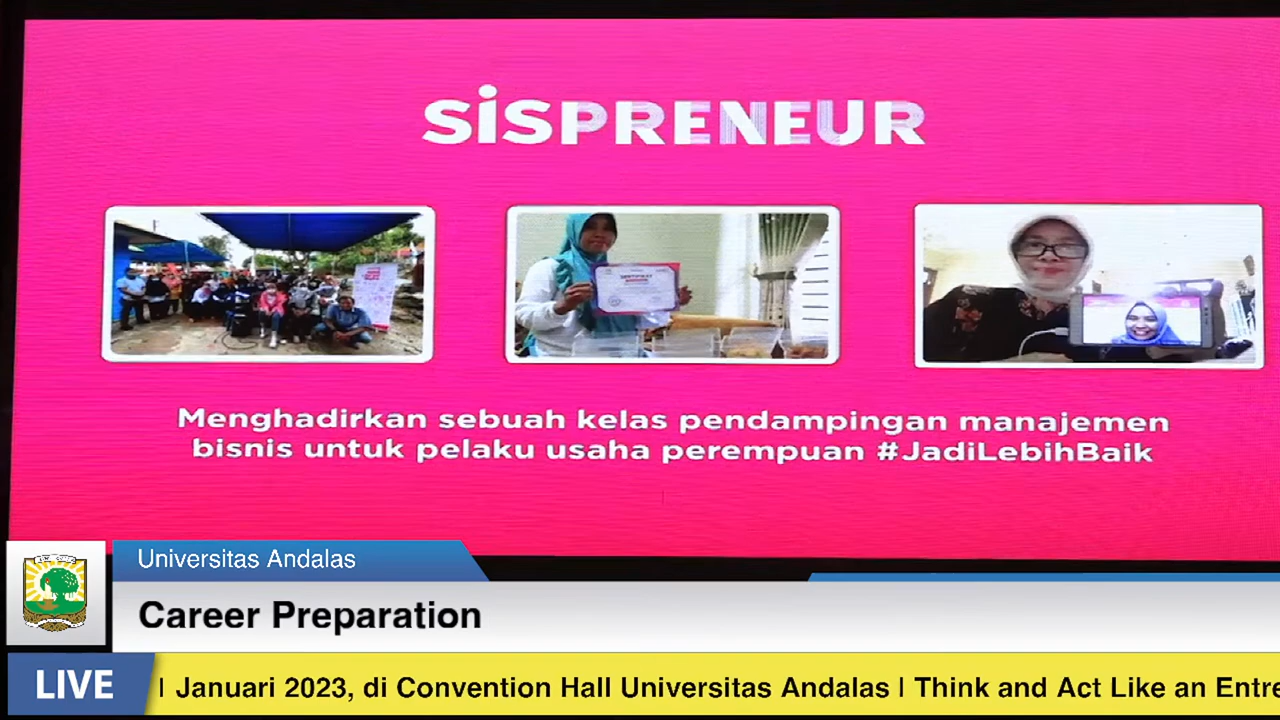 SiSPRENEUR
SERTIFIKAT
Menghadirkan sebuah kelas pendampingan manajemen
bisnis untuk pelaku usaha perempuan #JadiLebihBaik
Universitas Andalas
Career Preparation
LIVE
| Januari 2023, di Convention Hall Universitas Andalas | Think and Act Like an Entre